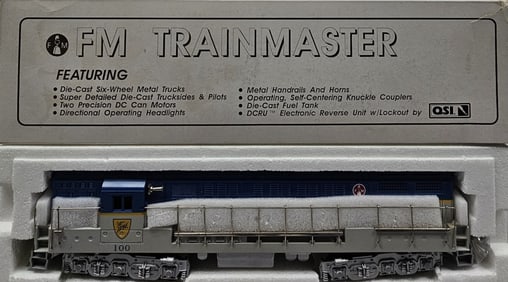 FM TRAINMASTER
FEATURING
• Die-Cast Six-Wheel Metal Trucks
• Super Detailed Die-Cast Trucksides & Pilots
• Two Precision DC Can Motors
• Directional Operating Headlights
• Metal Handrails And Horns
• Operating, Self-Centering Knuckle Couplers
• Die-Cast Fuel Tank
• DCRU™ Electronic Reverse Unit w/Lockout by QSI
100